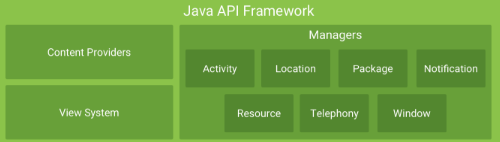 Java API Framework
Content Providers
View System
Managers
Activity Location Package Notification
Resource Telephony Window